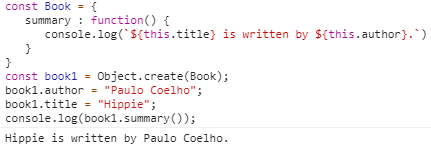 const Book = {
summary : function() {
console.log(`${this.title} is written by ${this.author}.`)
}
}
const book1 = Object.create(Book);
book1.author = "Paulo Coelho";
book1.title = "Hippie";
console.log(book1.summary());
Hippie is written by Paulo Coelho.